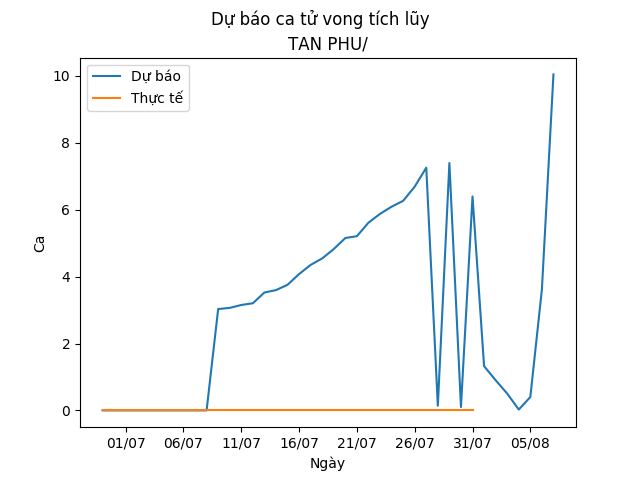 Dự báo ca tử vong tích lũy
TAN PHU/
Dự báo
Thực tế
10
8
6
4
2
0
Ca
01/07 06/07 11/07 16/07 21/07 26/07 31/07 05/08
Ngày